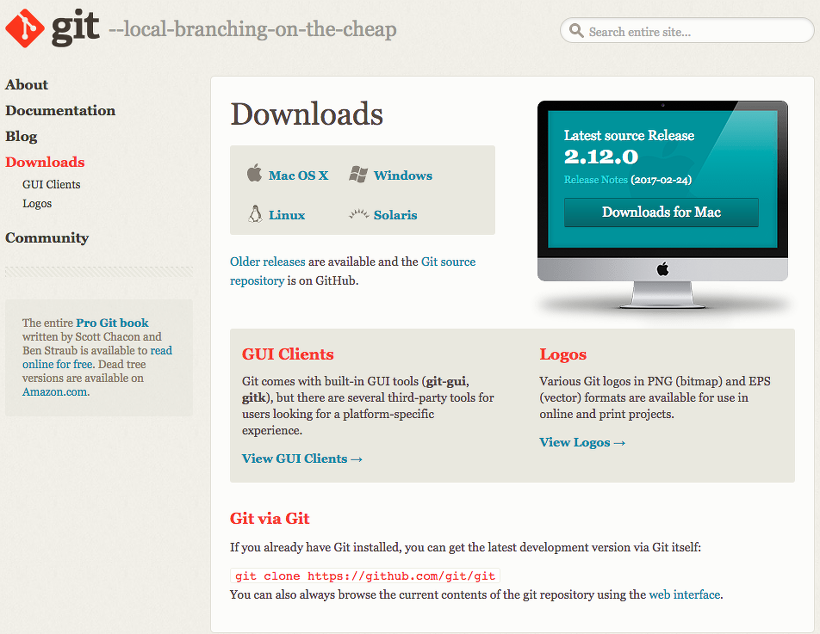 git --local-branching-on-the-cheap
Search entire site...
About
Documentation
Blog
Downloads
GUI Clients
Logos
Community
The entire Pro Git book
written by Scott Chacon and
Ben Straub is available to read
online for free. Dead tree
versions are available on
Amazon.com.
Downloads
Mac OS X
Windows
Linux
Solaris
Older releases are available and the Git source
repository is on GitHub.
Latest source Release
2.12.0
Release Notes (2017-02-24)
Downloads for Mac
GUI Clients
Git comes with built-in GUI tools (git-gui,
gitk), but there are several third-party tools for
users looking for a platform-specific
experience.
View GUI Clients →
Logos
Various Git logos in PNG (bitmap) and EPS
(vector) formats are available for use in
online and print projects.
View Logos →
Git via Git
If you already have Git installed, you can get the latest development version via Git itself:
git clone https://github.com/git/git
You can also always browse the current contents of the git repository using the web interface.